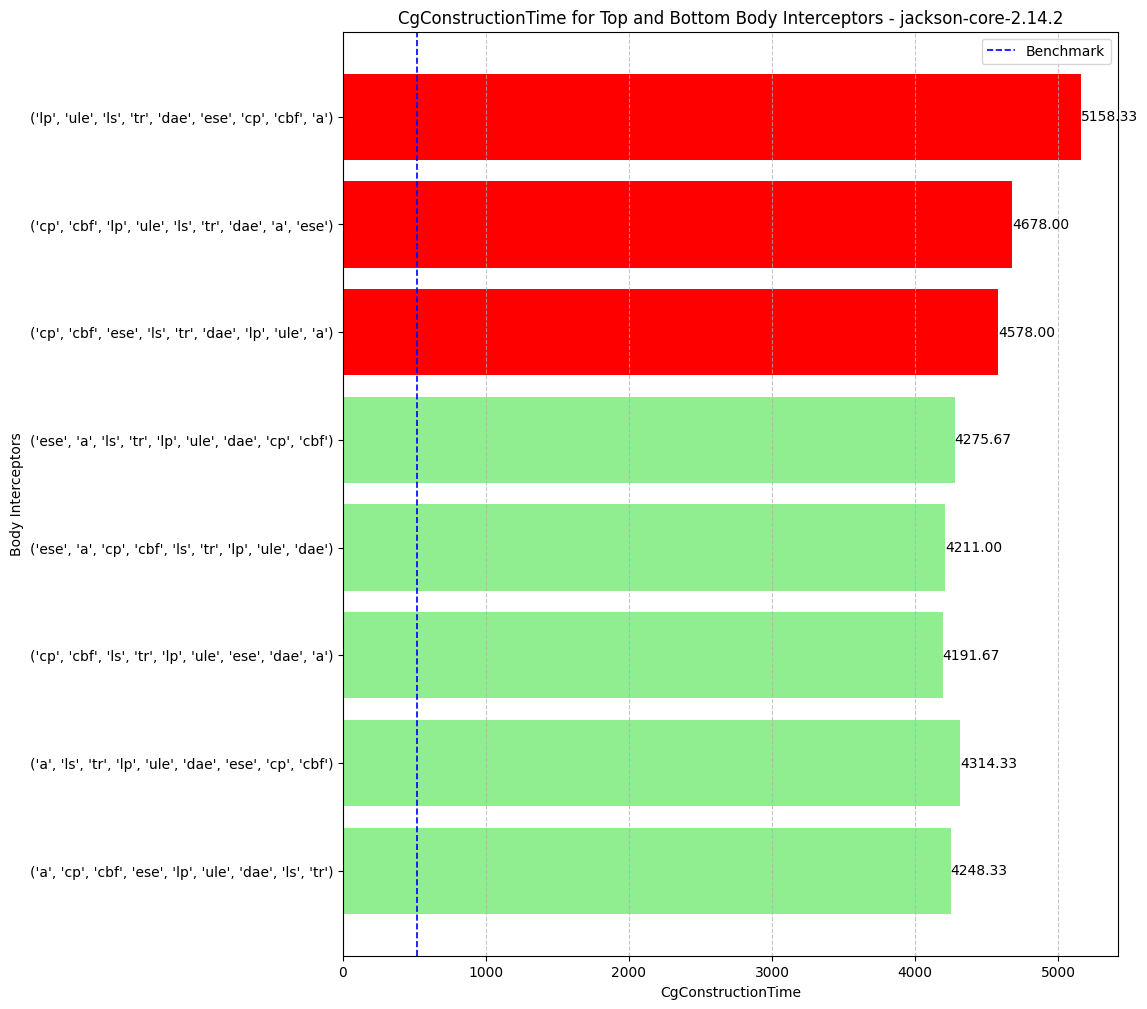 CgConstructionTime for Top and Bottom Body Interceptors - jackson-core-2.14.2
Benchmark
('lp', 'ule', 'ls', 'tr', 'dae', 'ese', 'cp', 'cbf', 'a')
5158.33
('cp', 'cbf', 'lp', 'ule', 'ls', 'tr', 'dae', 'a', 'ese')
4678.00
('cp', 'cbf', 'ese', 'ls', 'tr', 'dae', 'lp', 'ule', 'a')
4578.00
('ese', 'a', 'ls', 'tr', 'lp', 'ule', 'dae', 'cp', 'cbf')
4275.67
('ese', 'a', 'cp', 'cbf', 'ls', 'tr', 'lp', 'ule', 'dae')
4211.00
('cp', 'cbf', 'ls', 'tr', 'lp', 'ule', 'ese', 'dae', 'a')
4191.67
('a', 'ls', 'tr', 'lp', 'ule', 'dae', 'ese', 'cp', 'cbf')
4314.33
('a', 'cp', 'cbf', 'ese', 'lp', 'ule', 'dae', 'ls', 'tr')
4248.33
Body Interceptors
0 1000 2000 3000 4000 5000
CgConstructionTime